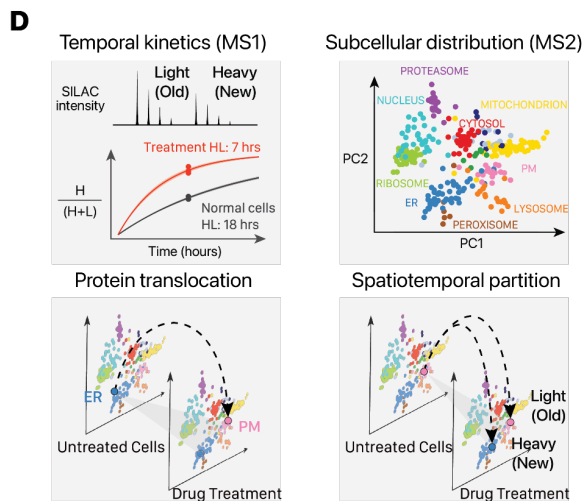 D
Temporal kinetics (MS1)
SILAC
intensity
Light
(Old)
Heavy
(New)
Treatment HL: 7 hrs
H
(H+L)
Normal cells
HL: 18 hrs
Time (hours)
Subcellular distribution (MS2)
PROTEASOME
NUCLEUS
MITOCHONDRION
CYTOSOL
PC2
PM
RIBOSOME
ER
LYSOSOME
PEROXISOME
PC1
Protein translocation
ER
PM
Untreated Cells
Drug Treatment
Spatiotemporal partition
Light
(Old)
Heavy
(New)
Untreated Cells
Drug Treatment